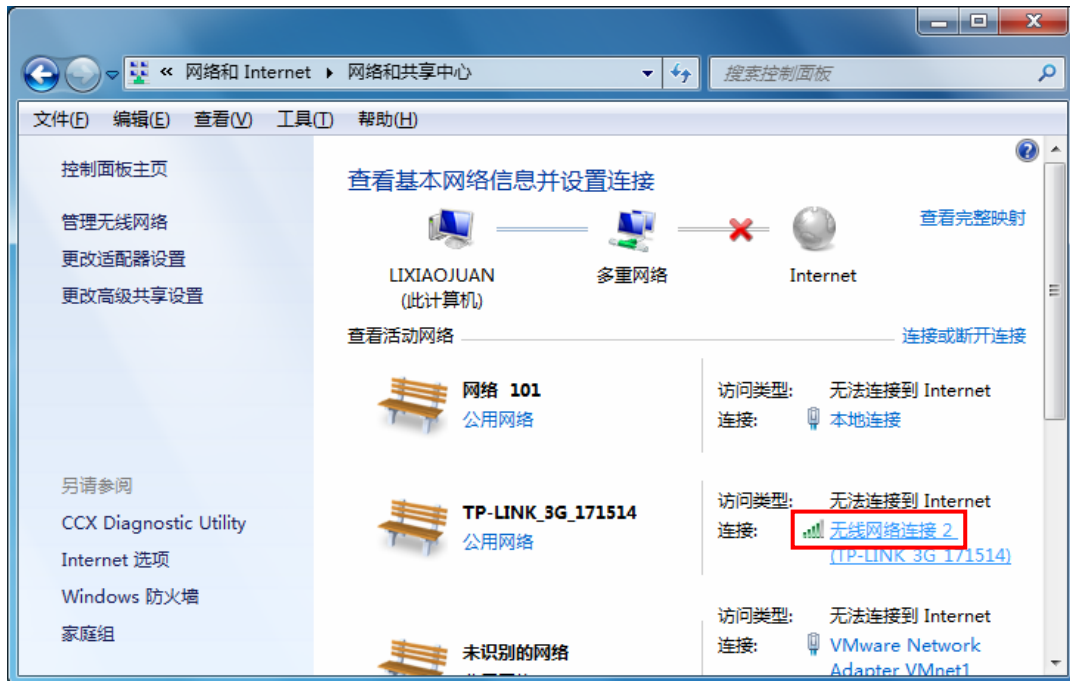 « 网络和 Internet ▸ 网络和共享中心
搜索控制面板
文件(F) 编辑(E) 查看(V) 工具(T) 帮助(H)
控制面板主页
管理无线网络
更改适配器设置
更改高级共享设置
另请参阅
CCX Diagnostic Utility
Internet 选项
Windows 防火墙
家庭组
查看基本网络信息并设置连接
查看完整映射
LIXIAOJUAN
(此计算机)
多重网络
Internet
查看活动网络
连接或断开连接
网络 101
公用网络
访问类型: 无法连接到 Internet
连接: 本地连接
TP-LINK_3G_171514
公用网络
访问类型: 无法连接到 Internet
连接: 无线网络连接 2
(TP-LINK_3G_171514)
未识别的网络
访问类型: 无法连接到 Internet
连接: VMware Network
Adapter VMnet1